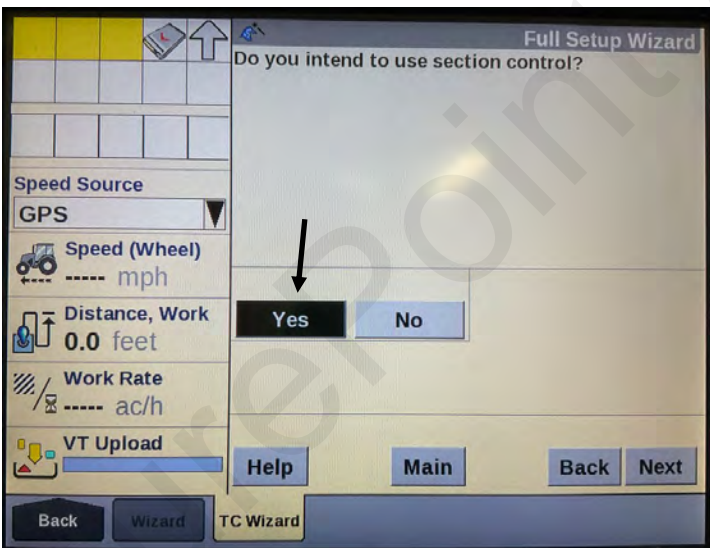 Full Setup Wizard
Do you intend to use section control?
Speed Source
GPS
Speed (Wheel)
----- mph
Distance, Work
0.0 feet
Work Rate
----- ac/h
VT Upload
Yes
No
Help
Main
Back
Next
Back
Wizard
TC Wizard